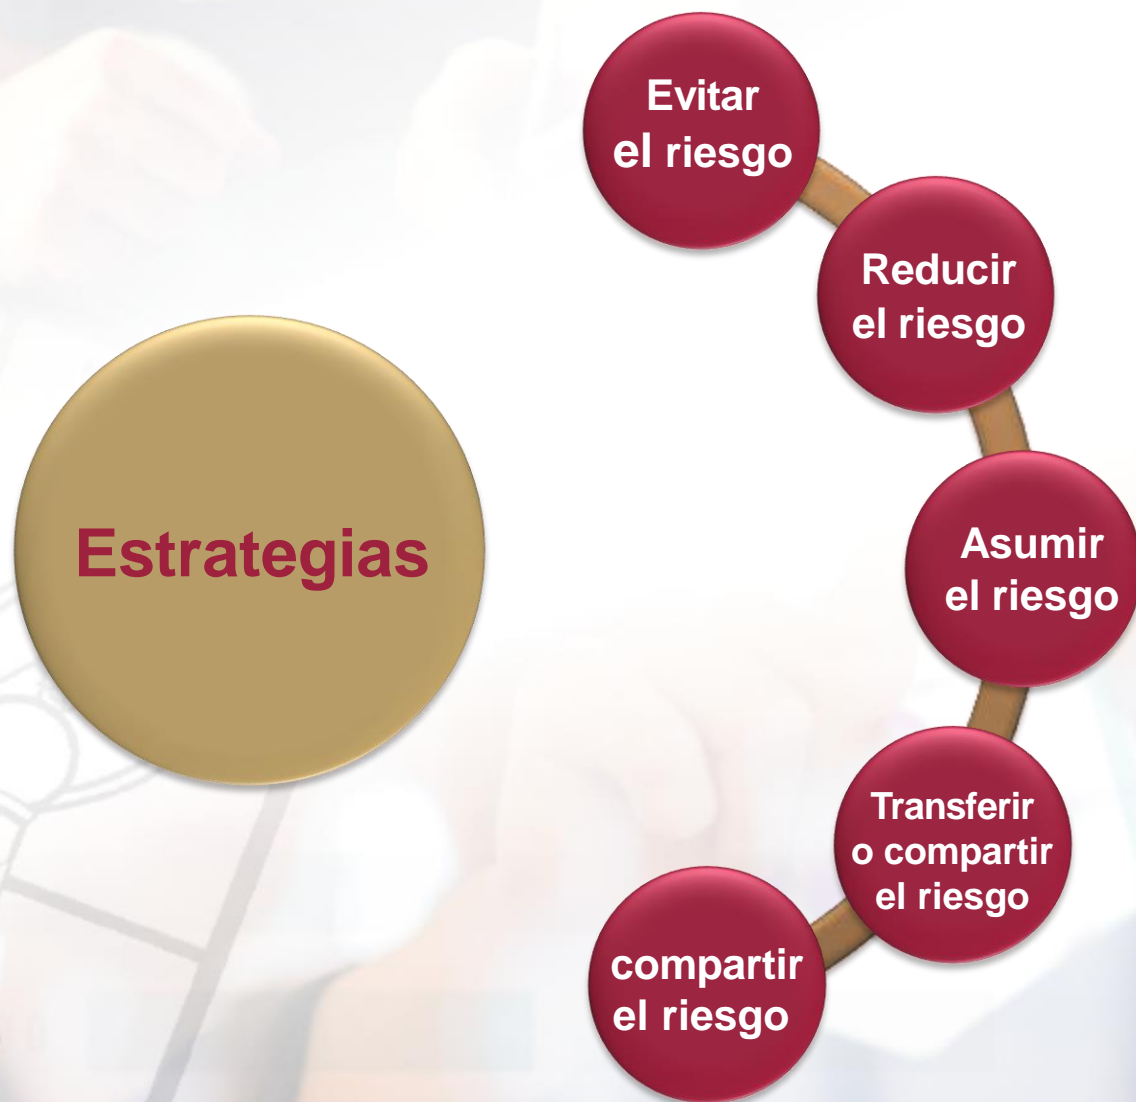 Evitar
el riesgo
Reducir
el riesgo
Estrategias
Asumir
el riesgo
Transferir
o compartir
el riesgo
compartir
el riesgo